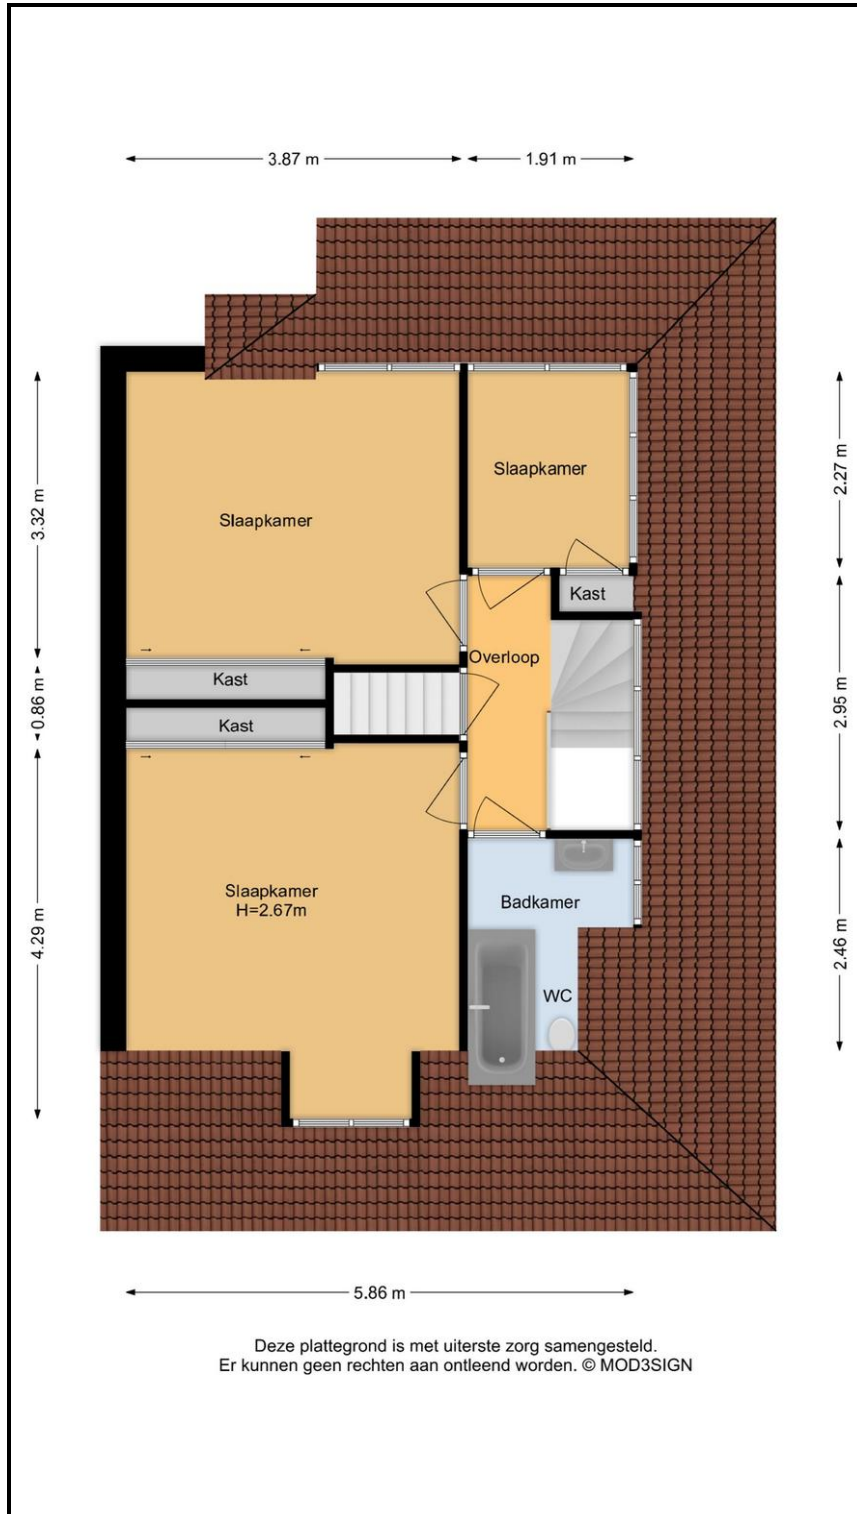 3.87 m
1.91 m
3.32 m
2.27 m
Slaapkamer
Slaapkamer
Kast
Overloop
0.86 m
Kast
Kast
2.95 m
Slaapkamer
H=2.67m
Badkamer
4.29 m
2.46 m
WC
5.86 m
Deze plattegrond is met uiterste zorg samengesteld.
Er kunnen geen rechten aan ontleend worden. © MOD3SIGN